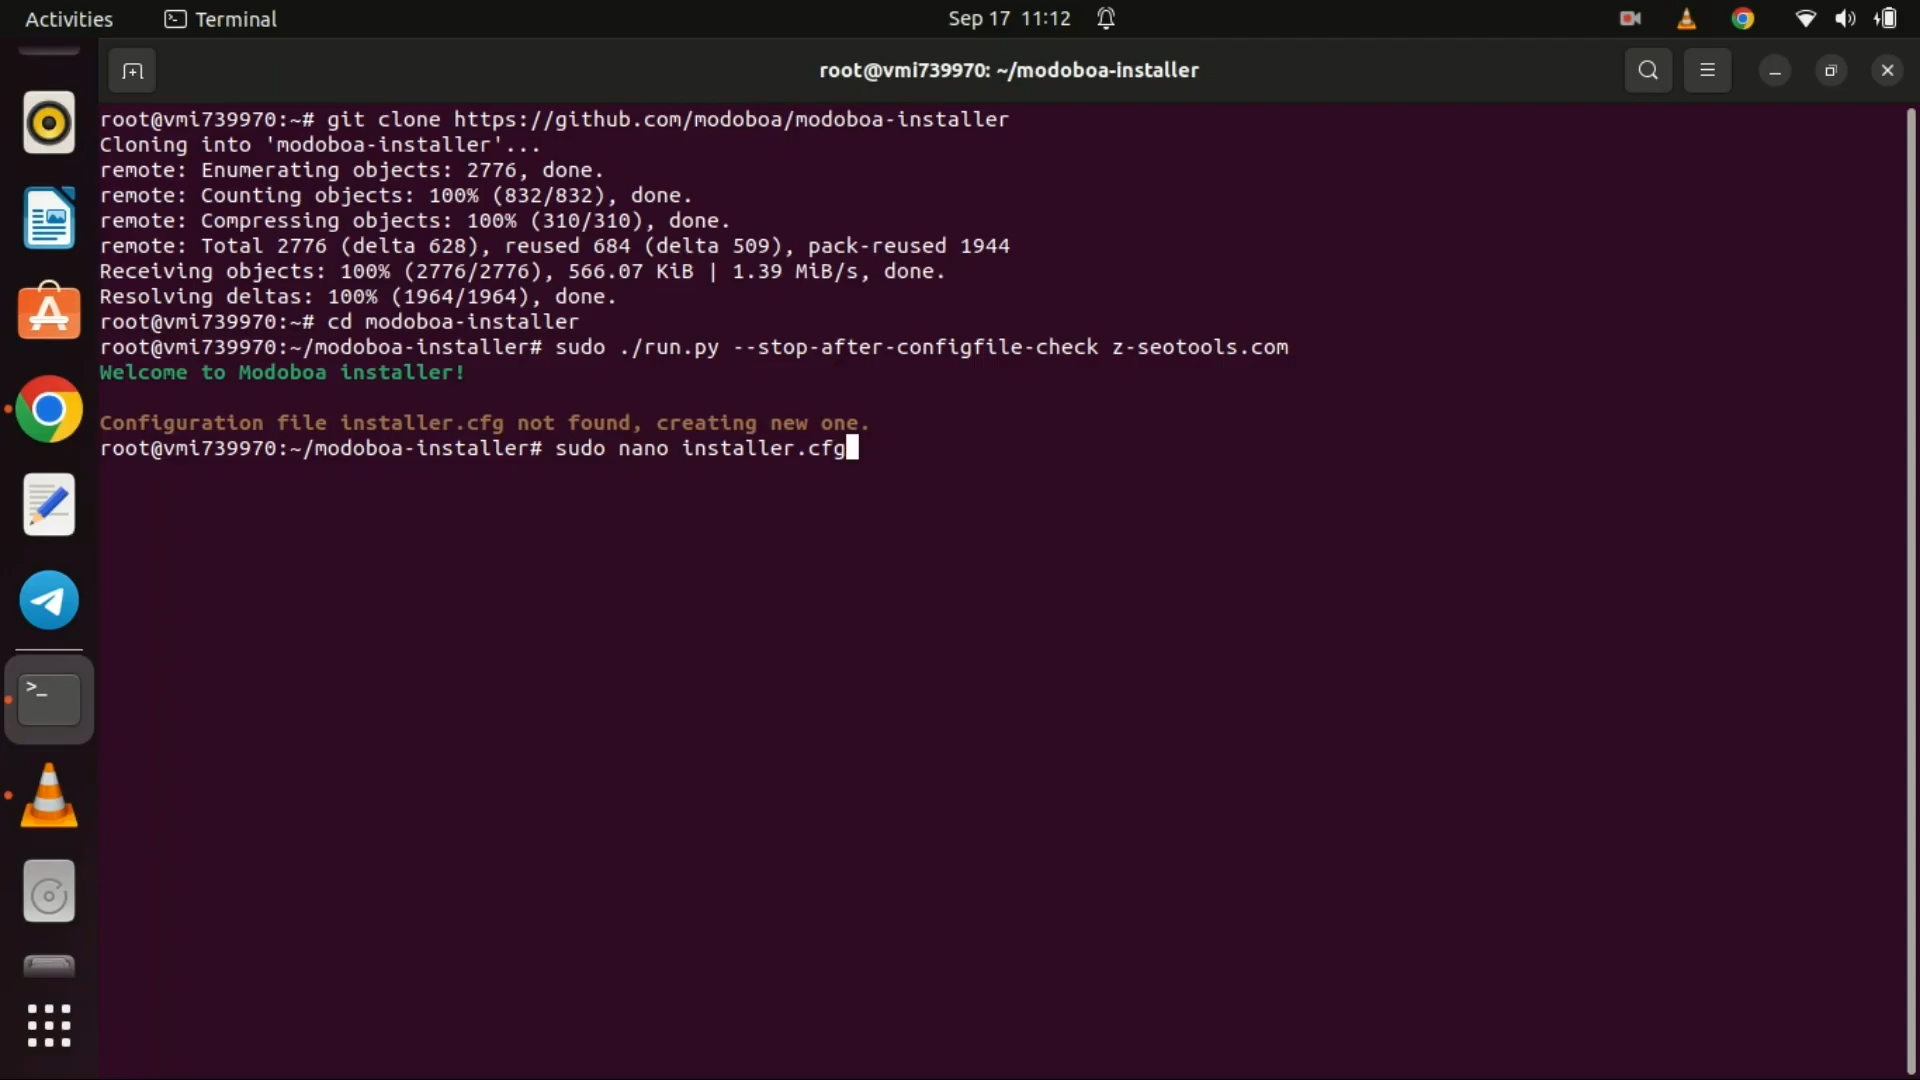 Activities Terminal Sep 17 11:12
root@vmi739970: ~/modoboa-installer
root@vmi739970:~# git clone https://github.com/modoboa/modoboa-installer
Cloning into 'modoboa-installer'...
remote: Enumerating objects: 2776, done.
remote: Counting objects: 100% (832/832), done.
remote: Compressing objects: 100% (310/310), done.
remote: Total 2776 (delta 628), reused 684 (delta 509), pack-reused 1944
Receiving objects: 100% (2776/2776), 566.07 KiB | 1.39 MiB/s, done.
Resolving deltas: 100% (1964/1964), done.
root@vmi739970:~# cd modoboa-installer
root@vmi739970:~/modoboa-installer# sudo ./run.py --stop-after-configfile-check z-seotools.com
Welcome to Modoboa installer!
Configuration file installer.cfg not found, creating new one.
root@vmi739970:~/modoboa-installer# sudo nano installer.cfg